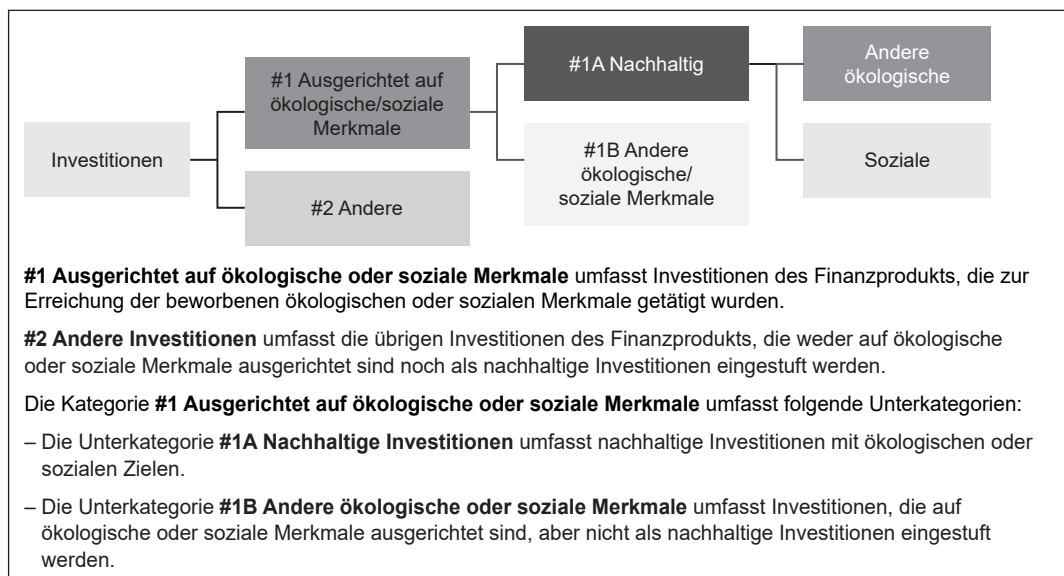 Investitionen
#1 Ausgerichtet auf
ökologische/soziale
Merkmale
#2 Andere
#1A Nachhaltig
#1B Andere
ökologische/
soziale Merkmale
Andere
ökologische
Soziale
#1 Ausgerichtet auf ökologische oder soziale Merkmale umfasst Investitionen des Finanzprodukts, die zur
Erreichung der beworbenen ökologischen oder sozialen Merkmale getätigt wurden.
#2 Andere Investitionen umfasst die übrigen Investitionen des Finanzprodukts, die weder auf ökologische
oder soziale Merkmale ausgerichtet sind noch als nachhaltige Investitionen eingestuft werden.
Die Kategorie #1 Ausgerichtet auf ökologische oder soziale Merkmale umfasst folgende Unterkategorien:
– Die Unterkategorie #1A Nachhaltige Investitionen umfasst nachhaltige Investitionen mit ökologischen oder
sozialen Zielen.
– Die Unterkategorie #1B Andere ökologische oder soziale Merkmale umfasst Investitionen, die auf
ökologische oder soziale Merkmale ausgerichtet sind, aber nicht als nachhaltige Investitionen eingestuft
werden.